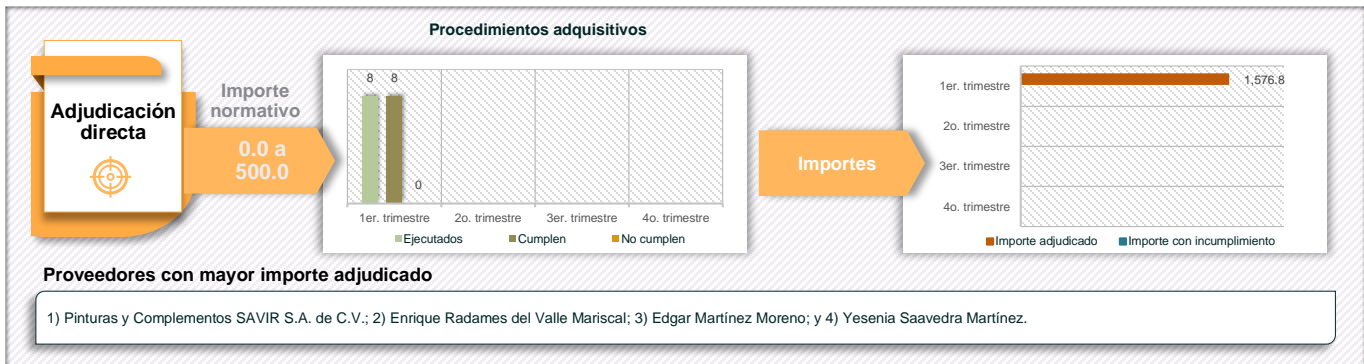 Procedimientos adquisitivos
Adjudicación
directa
Importe
normativo
0.0 a
500.0
8 8
0
1er. trimestre 2o. trimestre 3er. trimestre 4o. trimestre
Ejecutados Cumplen No cumplen
Importes
1er. trimestre 1,576.8
2o. trimestre
3er. trimestre
4o. trimestre
Importe adjudicado Importe con incumplimiento
Proveedores con mayor importe adjudicado
1) Pinturas y Complementos SAVIR S.A. de C.V.; 2) Enrique Radames del Valle Mariscal; 3) Edgar Martínez Moreno; y 4) Yesenia Saavedra Martínez.